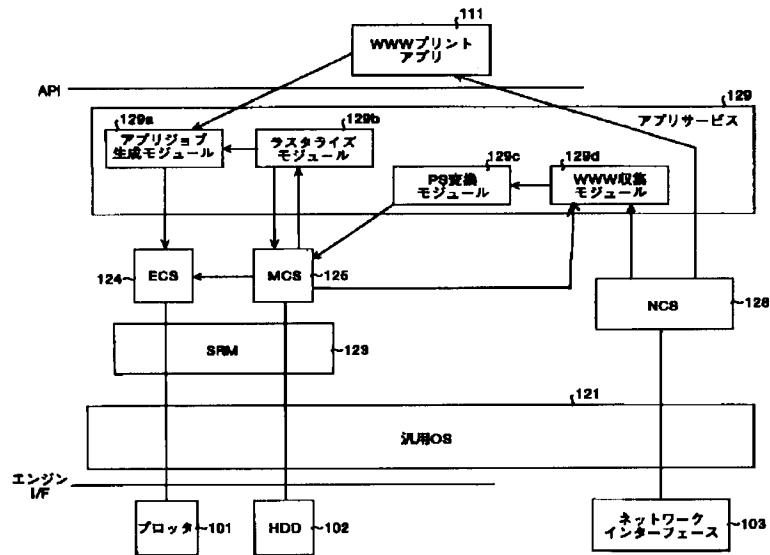 111
WWWプリント
アプリ
API
129
アプリサービス
129a
アプリジョブ
生成モジュール
129b
ラスタライズ
モジュール
129c
PS変換
モジュール
129d
WWW収集
モジュール
124
ECS
MCS
125
NCS
128
SRM
123
121
汎用OS
エンジン
I/F
プロッタ
101
HDD
102
ネットワーク
インターフェース
103